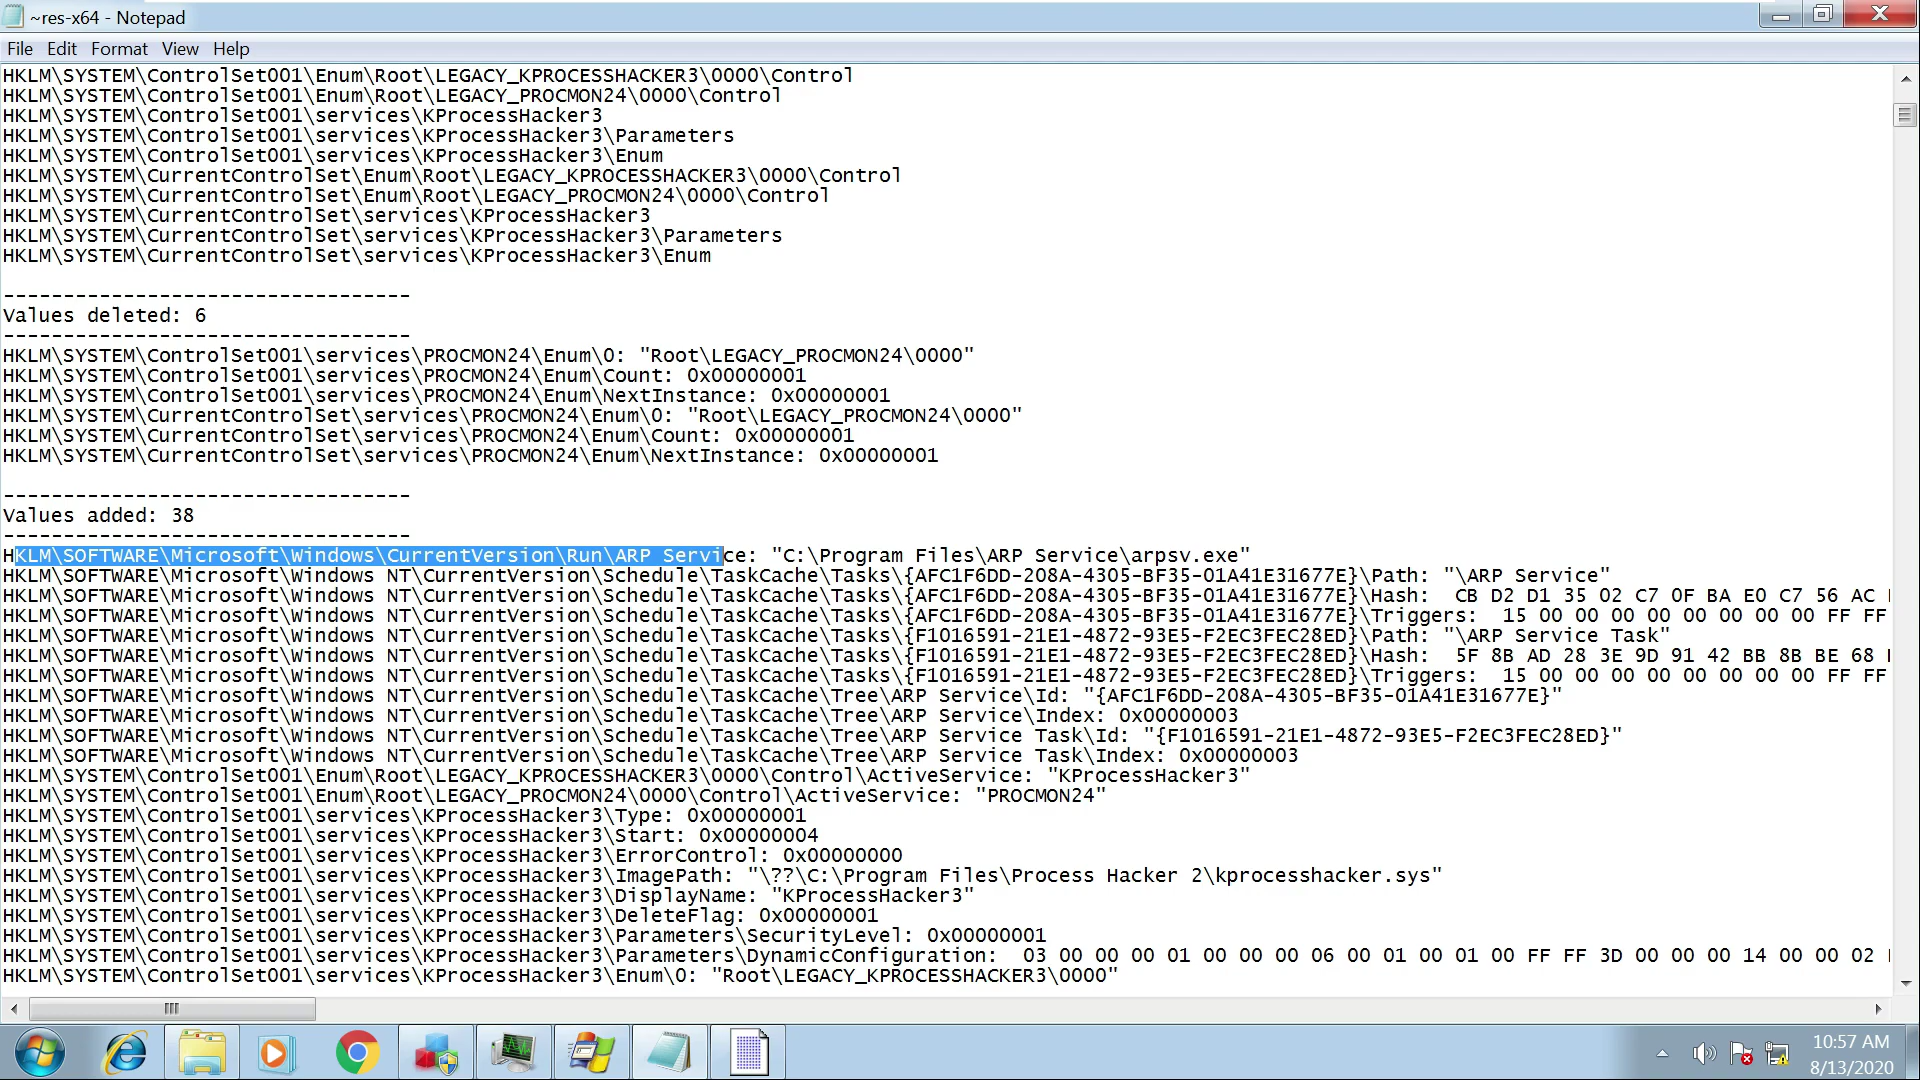 ~res-x64 - Notepad
File Edit Format View Help
HKLM\SYSTEM\ControlSet001\Enum\Root\LEGACY_KPROCESSHACKER3\0000\Control
HKLM\SYSTEM\ControlSet001\Enum\Root\LEGACY_PROCMON24\0000\Control
HKLM\SYSTEM\ControlSet001\services\KProcessHacker3
HKLM\SYSTEM\ControlSet001\services\KProcessHacker3\Parameters
HKLM\SYSTEM\ControlSet001\services\KProcessHacker3\Enum
HKLM\SYSTEM\CurrentControlSet\Enum\Root\LEGACY_KPROCESSHACKER3\0000\Control
HKLM\SYSTEM\CurrentControlSet\Enum\Root\LEGACY_PROCMON24\0000\Control
HKLM\SYSTEM\CurrentControlSet\services\KProcessHacker3
HKLM\SYSTEM\CurrentControlSet\services\KProcessHacker3\Parameters
HKLM\SYSTEM\CurrentControlSet\services\KProcessHacker3\Enum
----------------------------------
Values deleted: 6
----------------------------------
HKLM\SYSTEM\ControlSet001\services\PROCMON24\Enum\0: "Root\LEGACY_PROCMON24\0000"
HKLM\SYSTEM\ControlSet001\services\PROCMON24\Enum\Count: 0x00000001
HKLM\SYSTEM\ControlSet001\services\PROCMON24\Enum\NextInstance: 0x00000001
HKLM\SYSTEM\CurrentControlSet\services\PROCMON24\Enum\0: "Root\LEGACY_PROCMON24\0000"
HKLM\SYSTEM\CurrentControlSet\services\PROCMON24\Enum\Count: 0x00000001
HKLM\SYSTEM\CurrentControlSet\services\PROCMON24\Enum\NextInstance: 0x00000001
----------------------------------
Values added: 38
----------------------------------
HKLM\SOFTWARE\Microsoft\Windows\CurrentVersion\Run\ARP Service: "C:\Program Files\ARP Service\arpsv.exe"
HKLM\SOFTWARE\Microsoft\Windows NT\CurrentVersion\Schedule\TaskCache\Tasks\{AFC1F6DD-208A-4305-BF35-01A41E31677E}\Path: "\ARP Service"
HKLM\SOFTWARE\Microsoft\Windows NT\CurrentVersion\Schedule\TaskCache\Tasks\{AFC1F6DD-208A-4305-BF35-01A41E31677E}\Hash:  CB D2 D1 35 02 C7 0F BA E0 C7 56 AC
HKLM\SOFTWARE\Microsoft\Windows NT\CurrentVersion\Schedule\TaskCache\Tasks\{AFC1F6DD-208A-4305-BF35-01A41E31677E}\Triggers:  15 00 00 00 00 00 00 00 00 FF FF
HKLM\SOFTWARE\Microsoft\Windows NT\CurrentVersion\Schedule\TaskCache\Tasks\{F1016591-21E1-4872-93E5-F2EC3FEC28ED}\Path: "\ARP Service Task"
HKLM\SOFTWARE\Microsoft\Windows NT\CurrentVersion\Schedule\TaskCache\Tasks\{F1016591-21E1-4872-93E5-F2EC3FEC28ED}\Hash:  5F 8B AD 28 3E 9D 91 42 BB 8B BE 68
HKLM\SOFTWARE\Microsoft\Windows NT\CurrentVersion\Schedule\TaskCache\Tasks\{F1016591-21E1-4872-93E5-F2EC3FEC28ED}\Triggers:  15 00 00 00 00 00 00 00 00 FF FF
HKLM\SOFTWARE\Microsoft\Windows NT\CurrentVersion\Schedule\TaskCache\Tree\ARP Service\Id: "{AFC1F6DD-208A-4305-BF35-01A41E31677E}"
HKLM\SOFTWARE\Microsoft\Windows NT\CurrentVersion\Schedule\TaskCache\Tree\ARP Service\Index: 0x00000003
HKLM\SOFTWARE\Microsoft\Windows NT\CurrentVersion\Schedule\TaskCache\Tree\ARP Service Task\Id: "{F1016591-21E1-4872-93E5-F2EC3FEC28ED}"
HKLM\SOFTWARE\Microsoft\Windows NT\CurrentVersion\Schedule\TaskCache\Tree\ARP Service Task\Index: 0x00000003
HKLM\SYSTEM\ControlSet001\Enum\Root\LEGACY_KPROCESSHACKER3\0000\Control\ActiveService: "KProcessHacker3"
HKLM\SYSTEM\ControlSet001\Enum\Root\LEGACY_PROCMON24\0000\Control\ActiveService: "PROCMON24"
HKLM\SYSTEM\ControlSet001\services\KProcessHacker3\Type: 0x00000001
HKLM\SYSTEM\ControlSet001\services\KProcessHacker3\Start: 0x00000004
HKLM\SYSTEM\ControlSet001\services\KProcessHacker3\ErrorControl: 0x00000000
HKLM\SYSTEM\ControlSet001\services\KProcessHacker3\ImagePath: "\??\C:\Program Files\Process Hacker 2\kprocesshacker.sys"
HKLM\SYSTEM\ControlSet001\services\KProcessHacker3\DisplayName: "KProcessHacker3"
HKLM\SYSTEM\ControlSet001\services\KProcessHacker3\DeleteFlag: 0x00000001
HKLM\SYSTEM\ControlSet001\services\KProcessHacker3\Parameters\SecurityLevel: 0x00000001
HKLM\SYSTEM\ControlSet001\services\KProcessHacker3\Parameters\DynamicConfiguration:  03 00 00 00 01 00 00 00 06 00 01 00 01 00 FF FF 3D 00 00 00 14 00 00 02
HKLM\SYSTEM\ControlSet001\services\KProcessHacker3\Enum\0: "Root\LEGACY_KPROCESSHACKER3\0000"
10:57 AM
8/13/2020